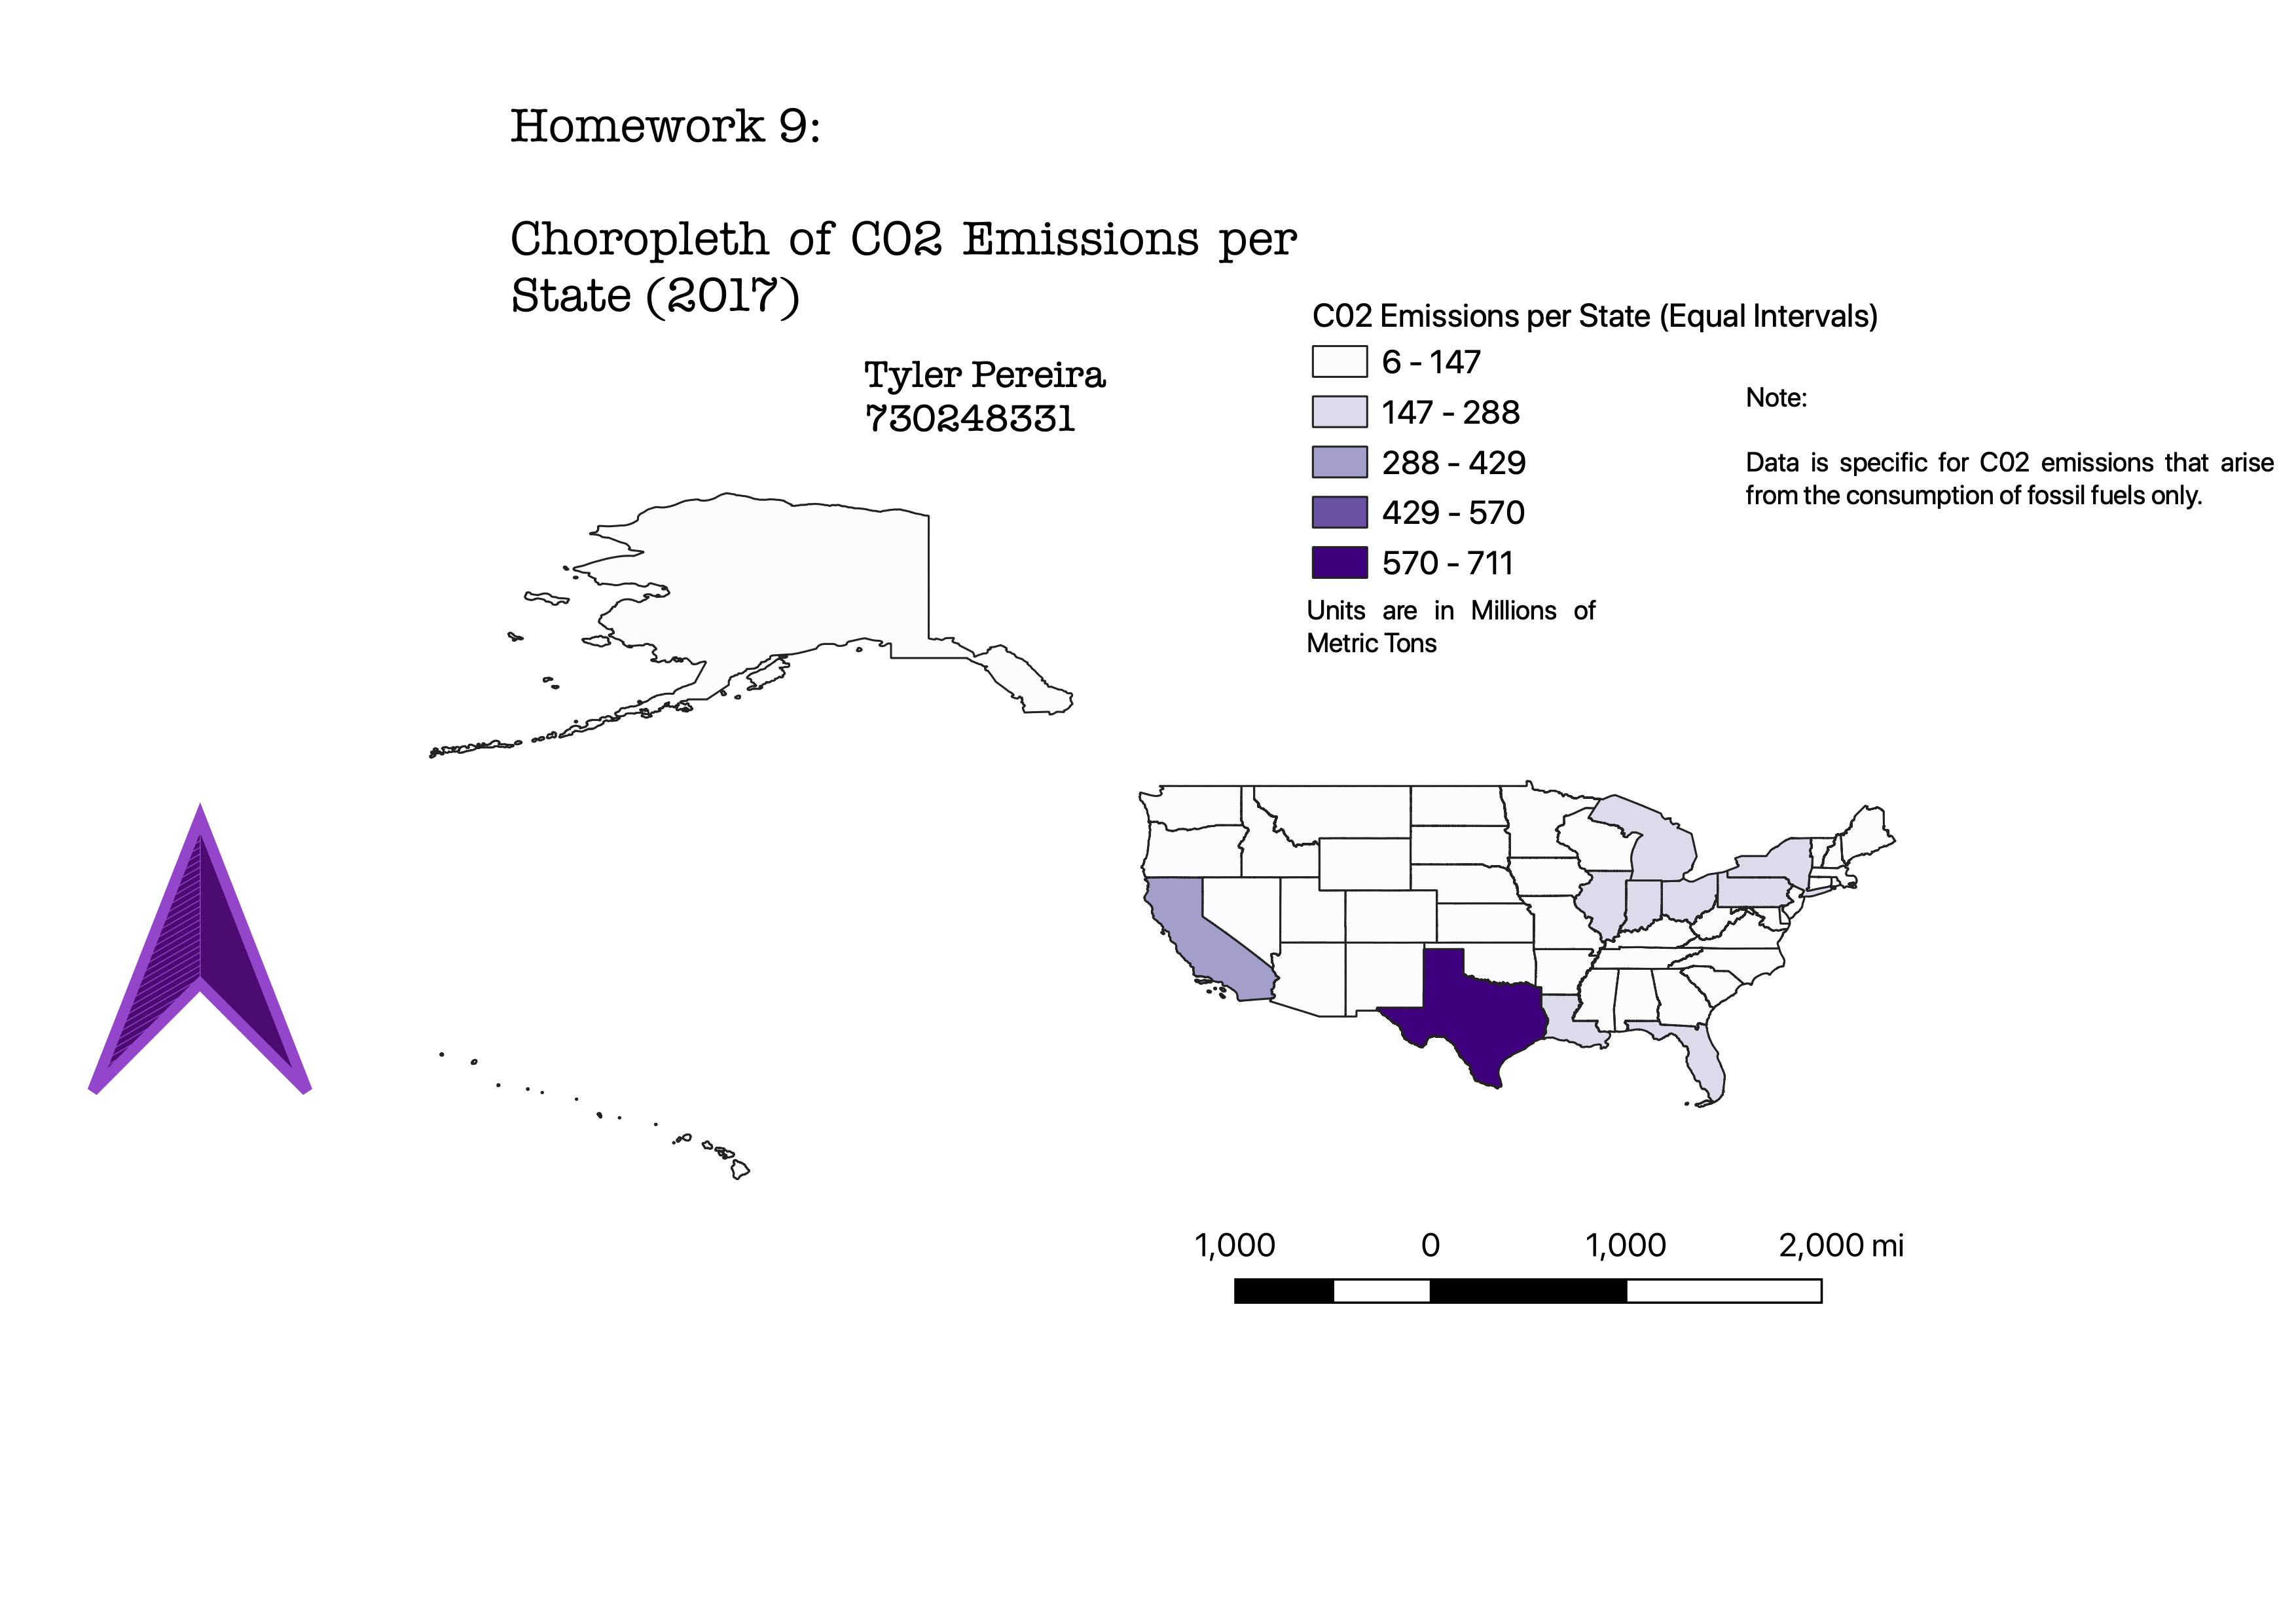 Homework 9:
Choropleth of C02 Emissions per
State (2017)
Tyler Pereira
730248331
C02 Emissions per State (Equal Intervals)
6 - 147
147 - 288
288 - 429
429 - 570
570 - 711
Units are in Millions of
Metric Tons
Note:
Data is specific for C02 emissions that arise
from the consumption of fossil fuels only.
1,000 0 1,000 2,000 mi